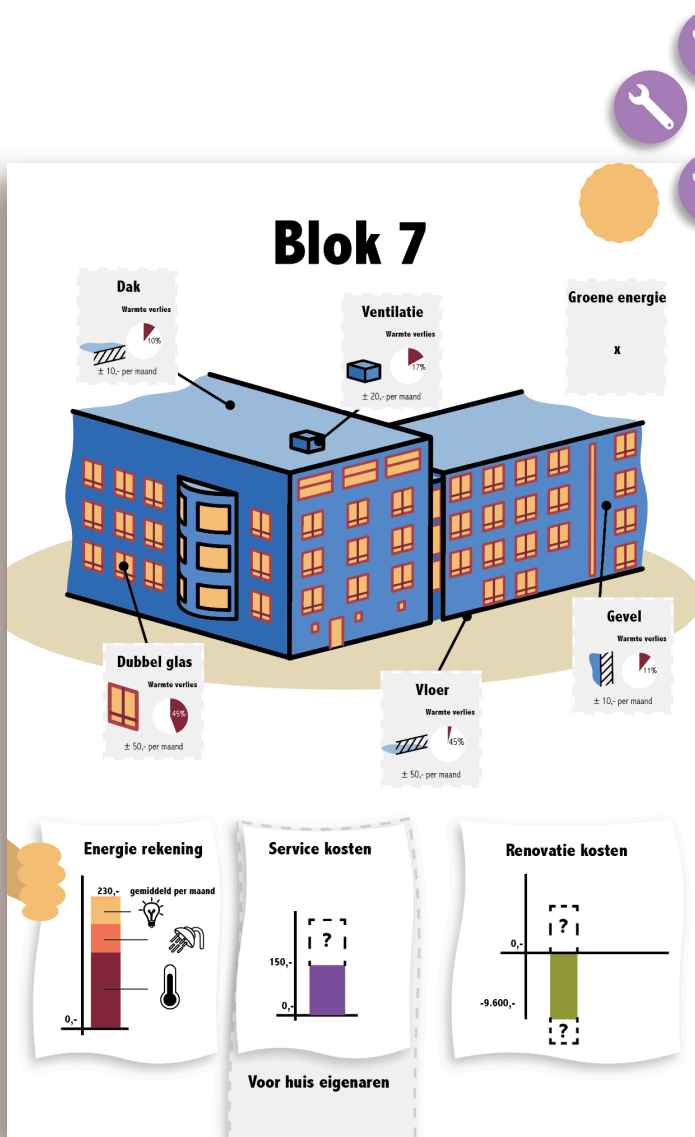 Blok 7
Dak
Warmte verlies
10%
± 10,- per maand
Ventilatie
Warmte verlies
17%
± 20,- per maand
Groene energie
x
Dubbel glas
Warmte verlies
45%
± 50,- per maand
Vloer
Warmte verlies
45%
± 50,- per maand
Gevel
Warmte verlies
11%
± 10,- per maand
Energie rekening
230,- gemiddeld per maand
0,-
Service kosten
?
150,-
0,-
Voor huis eigenaren
Renovatie kosten
?
0,-
-9.600,-
?